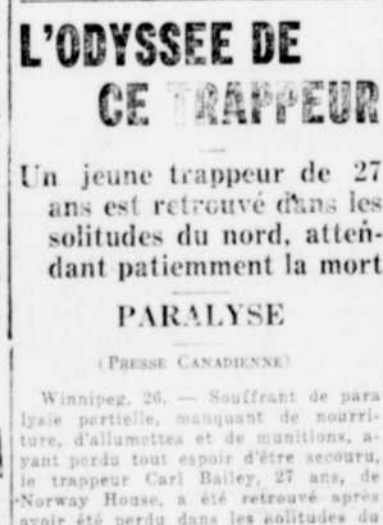 L'ODYSSEE DE
CE TRAPPEUR
Un jeune trappeur de 27
ans est retrouvé dans les
solitudes du nord, atten-
dant patiemment la mort
PARALYSE
(PRESSE CANADIENNE)
Winnipeg, 26. — Souffrant de para
lysie partielle, manquant de nourri-
ture, d'allumettes et de munitions, a-
yant perdu tout espoir d'être secouru,
le trappeur Carl Bailey, 27 ans, de
Norway House, a été retrouvé après
avoir été perdu dans les solitudes du